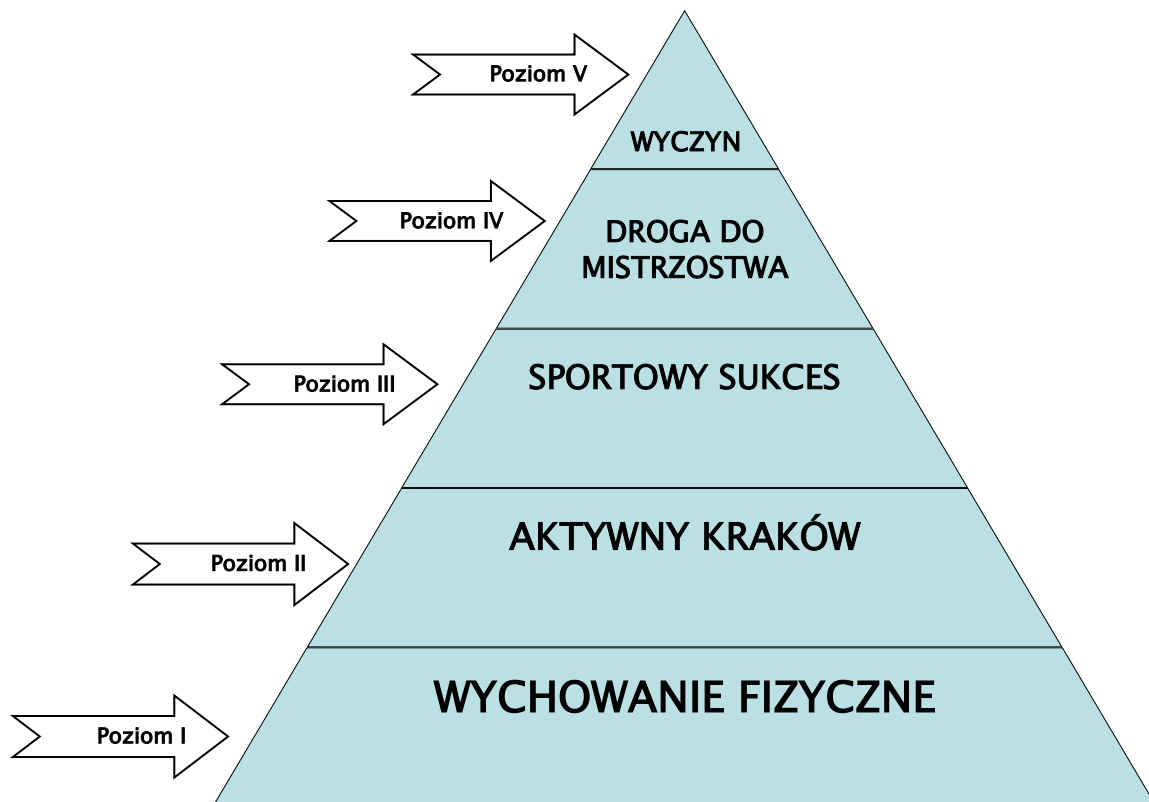 Poziom V
WYCZYN
Poziom IV
DROGA DO
MISTRZOSTWA
Poziom III
SPORTOWY SUKCES
Poziom II
AKTYWNY KRAKÓW
Poziom I
WYCHOWANIE FIZYCZNE